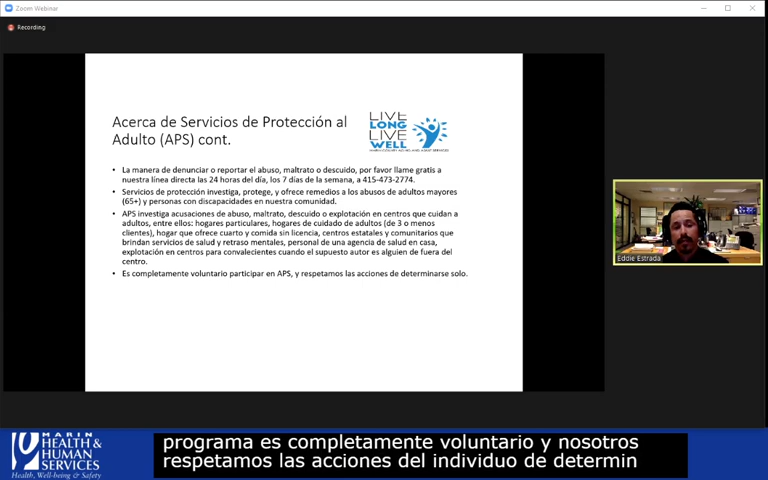 Zoom Webinar
Recording
Acerca de Servicios de Protección al
Adulto (APS) cont.
LIVE
LONG
LIVE
WELL
• La manera de denunciar o reportar el abuso, maltrato o descuido, por favor llame gratis a
nuestra línea directa las 24 horas del día, los 7 días de la semana, a 415-473-2774.
• Servicios de protección investiga, protege, y ofrece remedios a los abusos de adultos mayores
(65+) y personas con discapacidades en nuestra comunidad.
• APS investiga acusaciones de abuso, maltrato, descuido o explotación en centros que cuidan a
adultos, entre ellos: hogares particulares, hogares de cuidado de adultos (de 3 o menos
clientes), hogar que ofrece cuarto y comida sin licencia, centros estatales y comunitarios que
brindan servicios de salud y retraso mentales, personal de una agencia de salud en casa,
explotación en centros para convalecientes cuando el supuesto autor es alguien de fuera del
centro.
• Es completamente voluntario participar en APS, y respetamos las acciones de determinarse solo.
Eddie Estrada
MARIN
HEALTH &
HUMAN
SERVICES
Health, Well-being & Safety
programa es completamente voluntario y nosotros
respetamos las acciones del individuo de determin